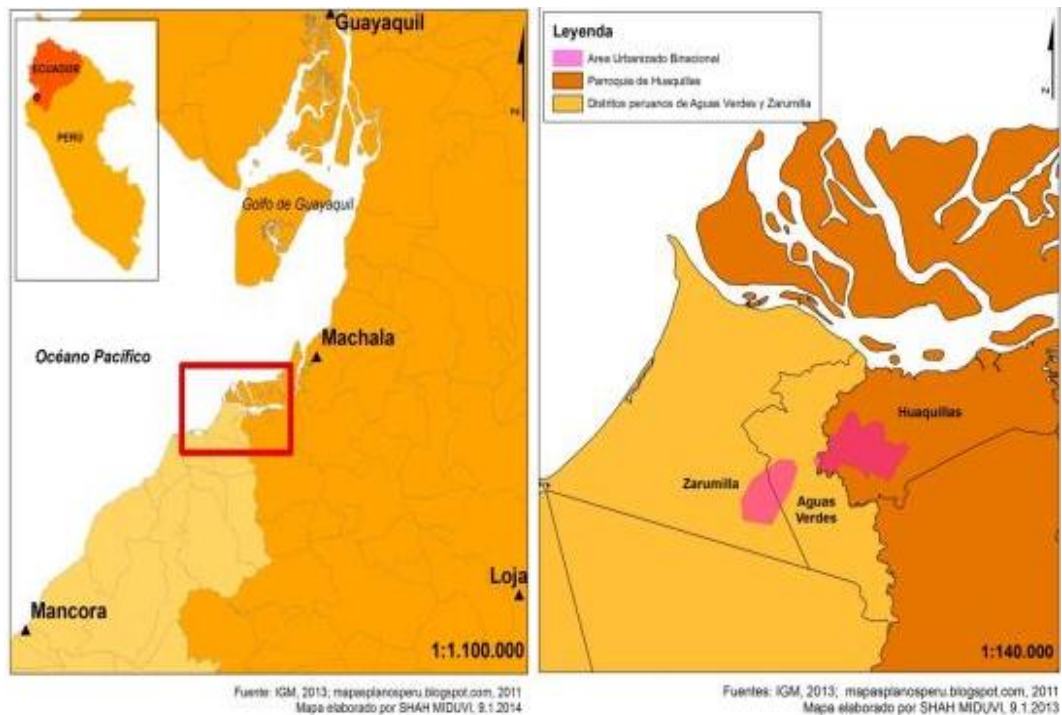 Guayaquil
ECUADOR
PERÚ
Golfo de Guayaquil
N
Océano Pacífico
Machala
Loja
Mancora
1:1.100.000
Fuente: IGM, 2013; mapasplanosperu.blogspot.com, 2011
Mapa elaborado por SHAH MIDUVI, 9.1.2014
Leyenda
Area Urbanizado Binacional
Parroquia de Huaquillas
Distritos peruanos de Aguas Verdes y Zarumilla
N
Huaquillas
Zarumilla
Aguas
Verdes
1:140.000
Fuentes: IGM, 2013; mapasplanosperu.blogspot.com, 2011
Mapa elaborado por SHAH MIDUVI, 9.1.2013